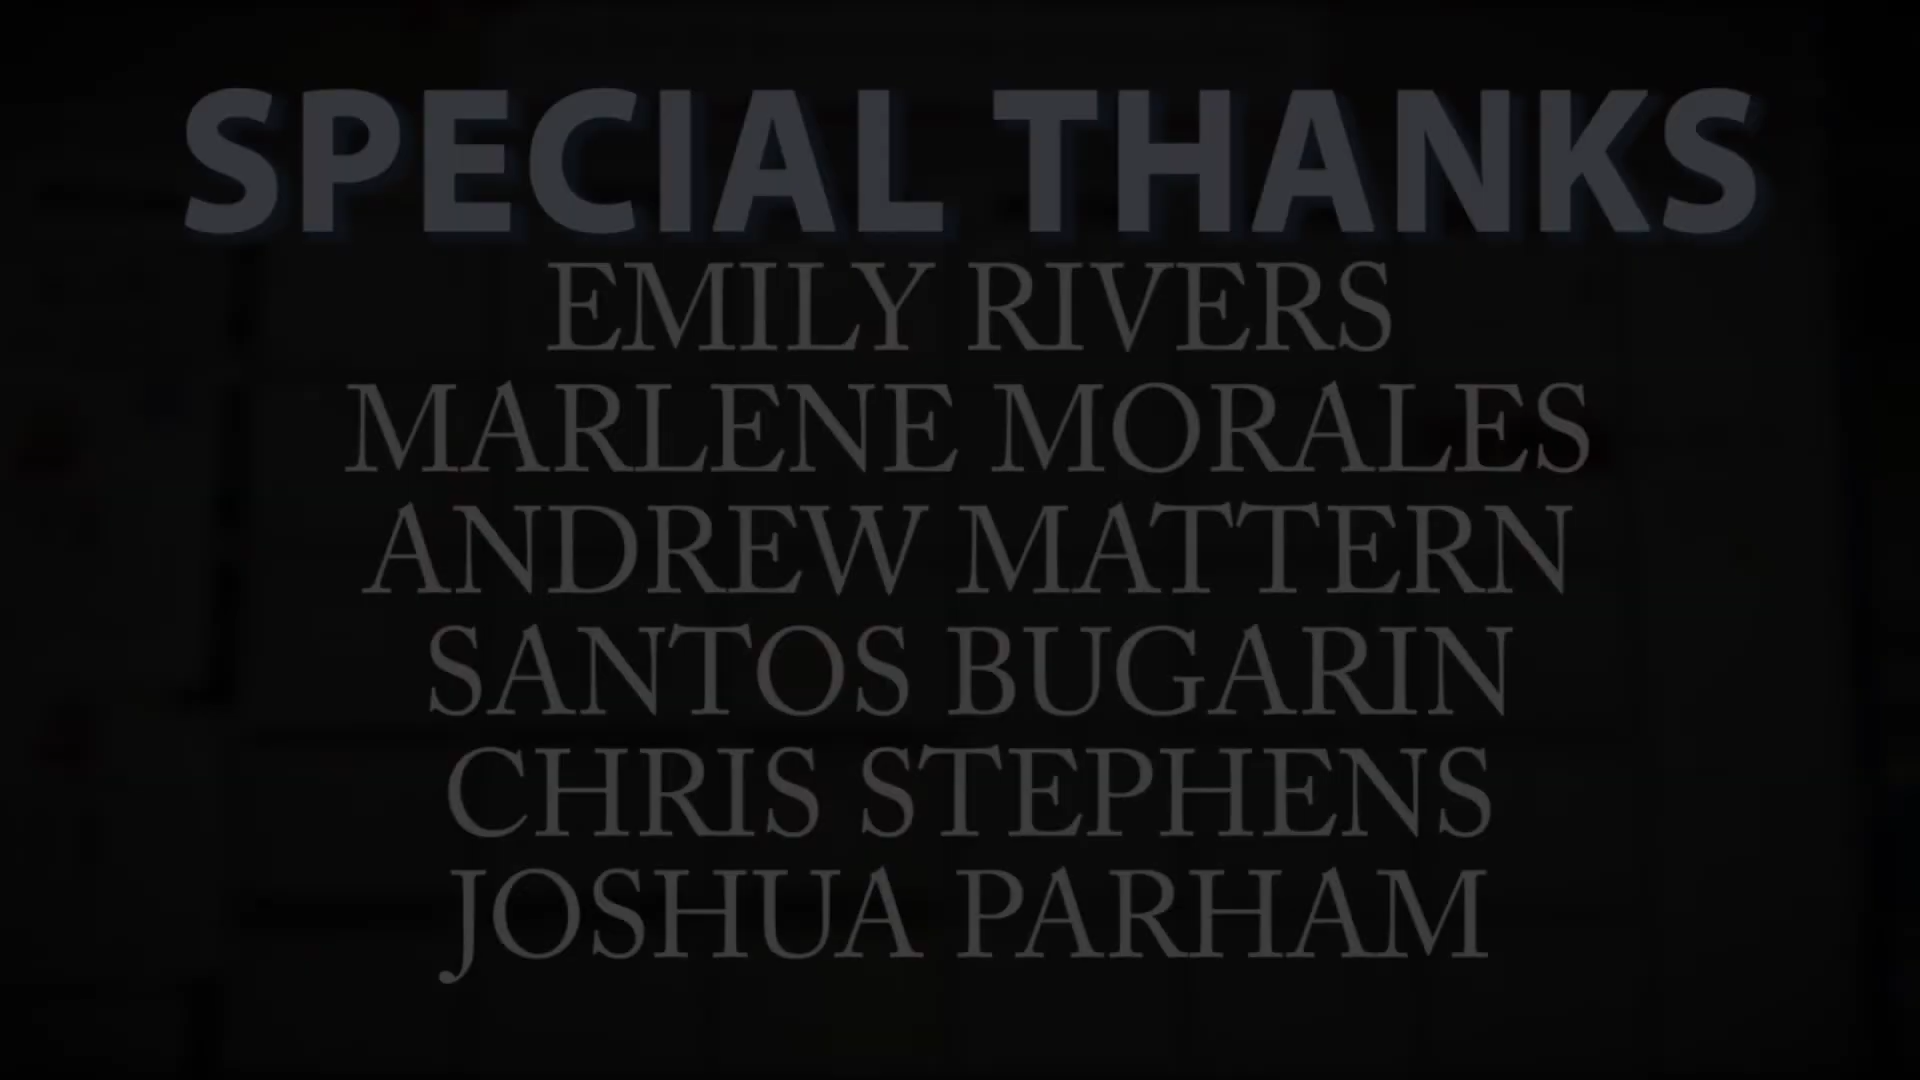 SPECIAL THANKS
EMILY RIVERS
MARLENE MORALES
ANDREW MATTERN
SANTOS BUGARIN
CHRIS STEPHENS
JOSHUA PARHAM